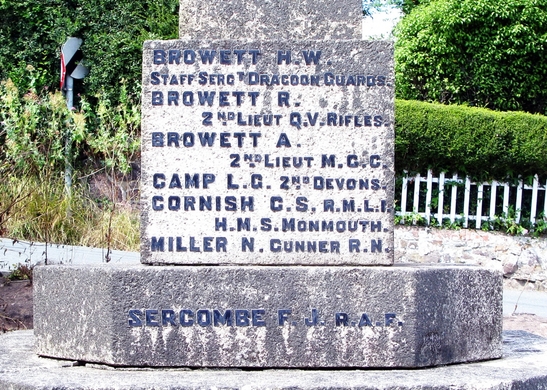 BROWETT H.W.
STAFF SERGT DRAGOON GUARDS.
BROWETT R.
2ND LIEUT Q.V. RIFLES.
BROWETT A.
2ND LIEUT M.G.C.
CAMP L.G. 2ND DEVONS.
CORNISH C.S, R.M.L.I.
H.M.S. MONMOUTH.
MILLER N. GUNNER R.N.
SERCOMBE F.J. R.A.F.